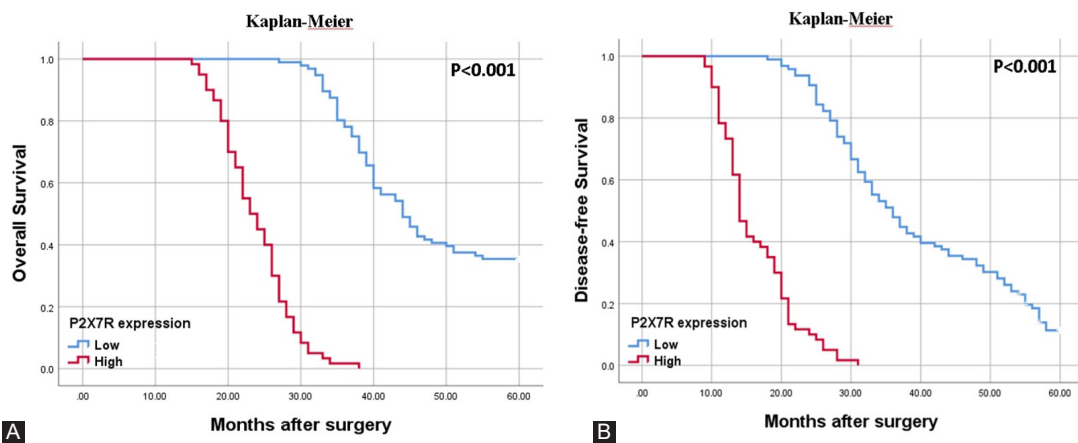 Kaplan-Meier
P<0.001
Overall Survival
1.0
0.8
0.6
0.4
0.2
0.0
P2X7R expression
Low
High
.00 10.00 20.00 30.00 40.00 50.00 60.00
Months after surgery
A
Kaplan-Meier
P<0.001
Disease-free Survival
1.0
0.8
0.6
0.4
0.2
0.0
P2X7R expression
Low
High
.00 10.00 20.00 30.00 40.00 50.00 60.00
Months after surgery
B